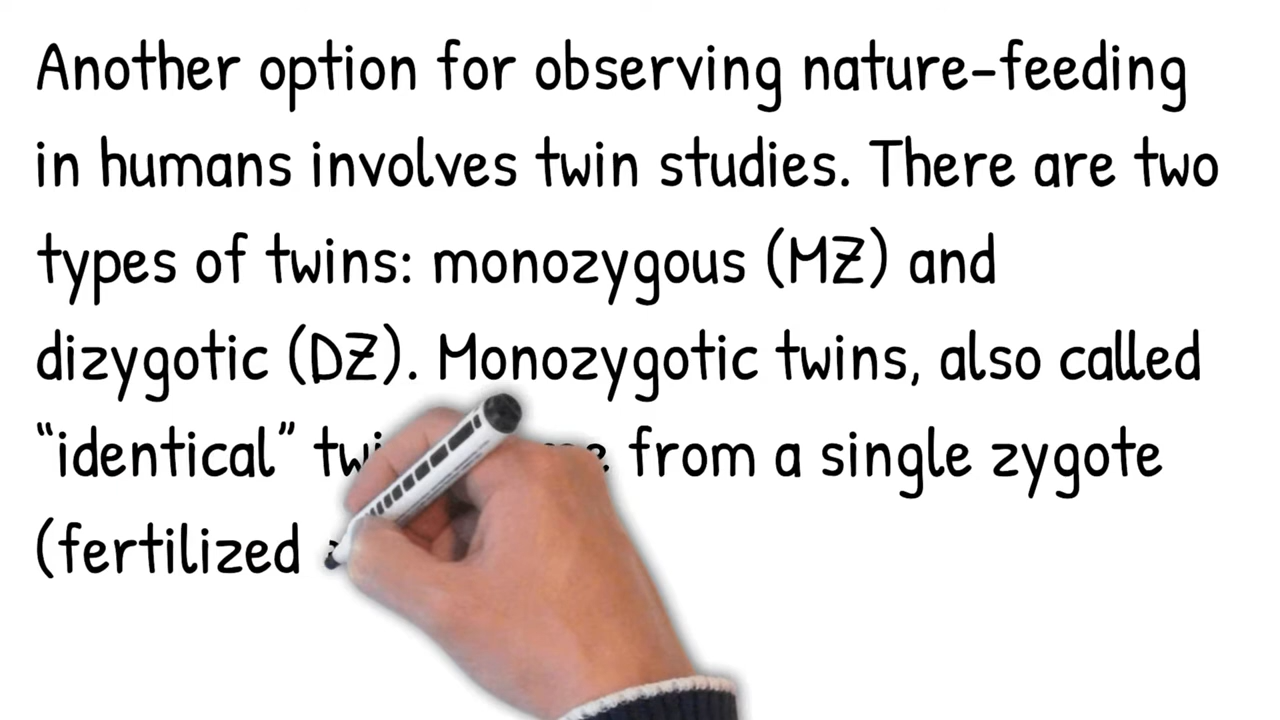 Another option for observing nature-feeding
in humans involves twin studies. There are two
types of twins: monozygous (MZ) and
dizygotic (DZ). Monozygotic twins, also called
“identical” from a single zygote
(fertilized